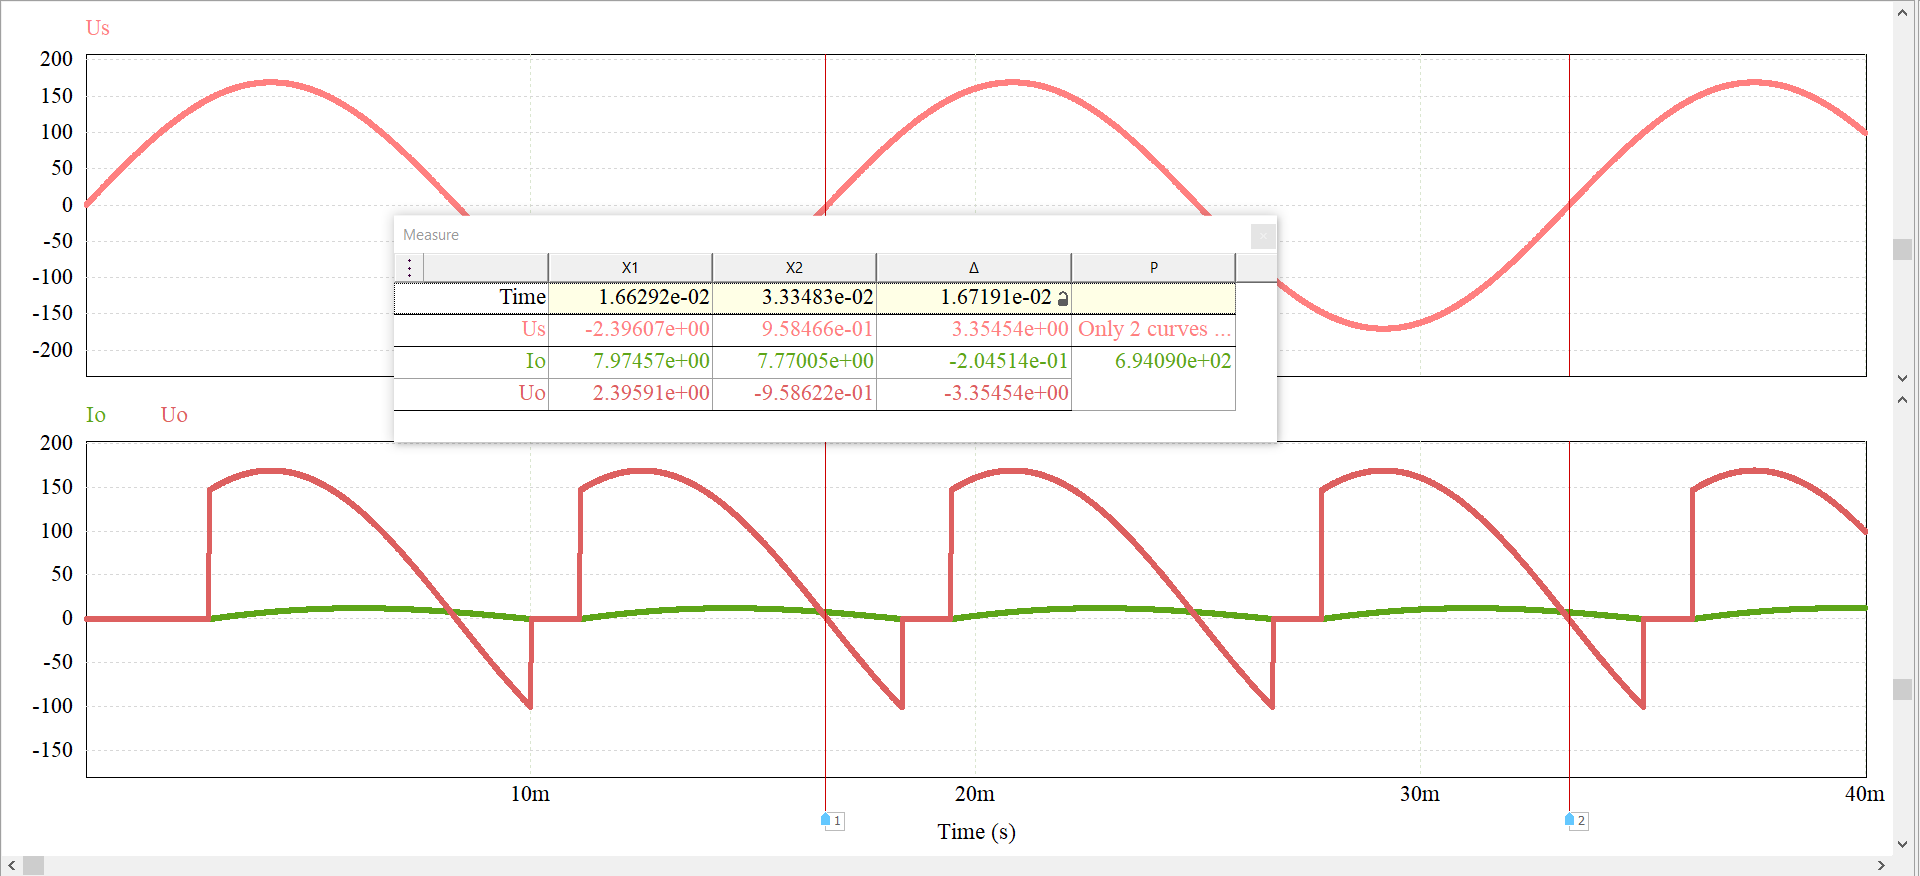 Us
200
150
100
50
0
-50
-100
-150
-200
Measure
X1 X2 Δ P
Time 1.66292e-02 3.33483e-02 1.67191e-02
Us -2.39607e+00 9.58466e-01 3.35454e+00 Only 2 curves ...
Io 7.97457e+00 7.77005e+00 -2.04514e-01 6.94090e+02
Uo 2.39591e+00 -9.58622e-01 -3.35454e+00
Io Uo
200
150
100
50
0
-50
-100
-150
10m 20m 30m 40m
1 2
Time (s)